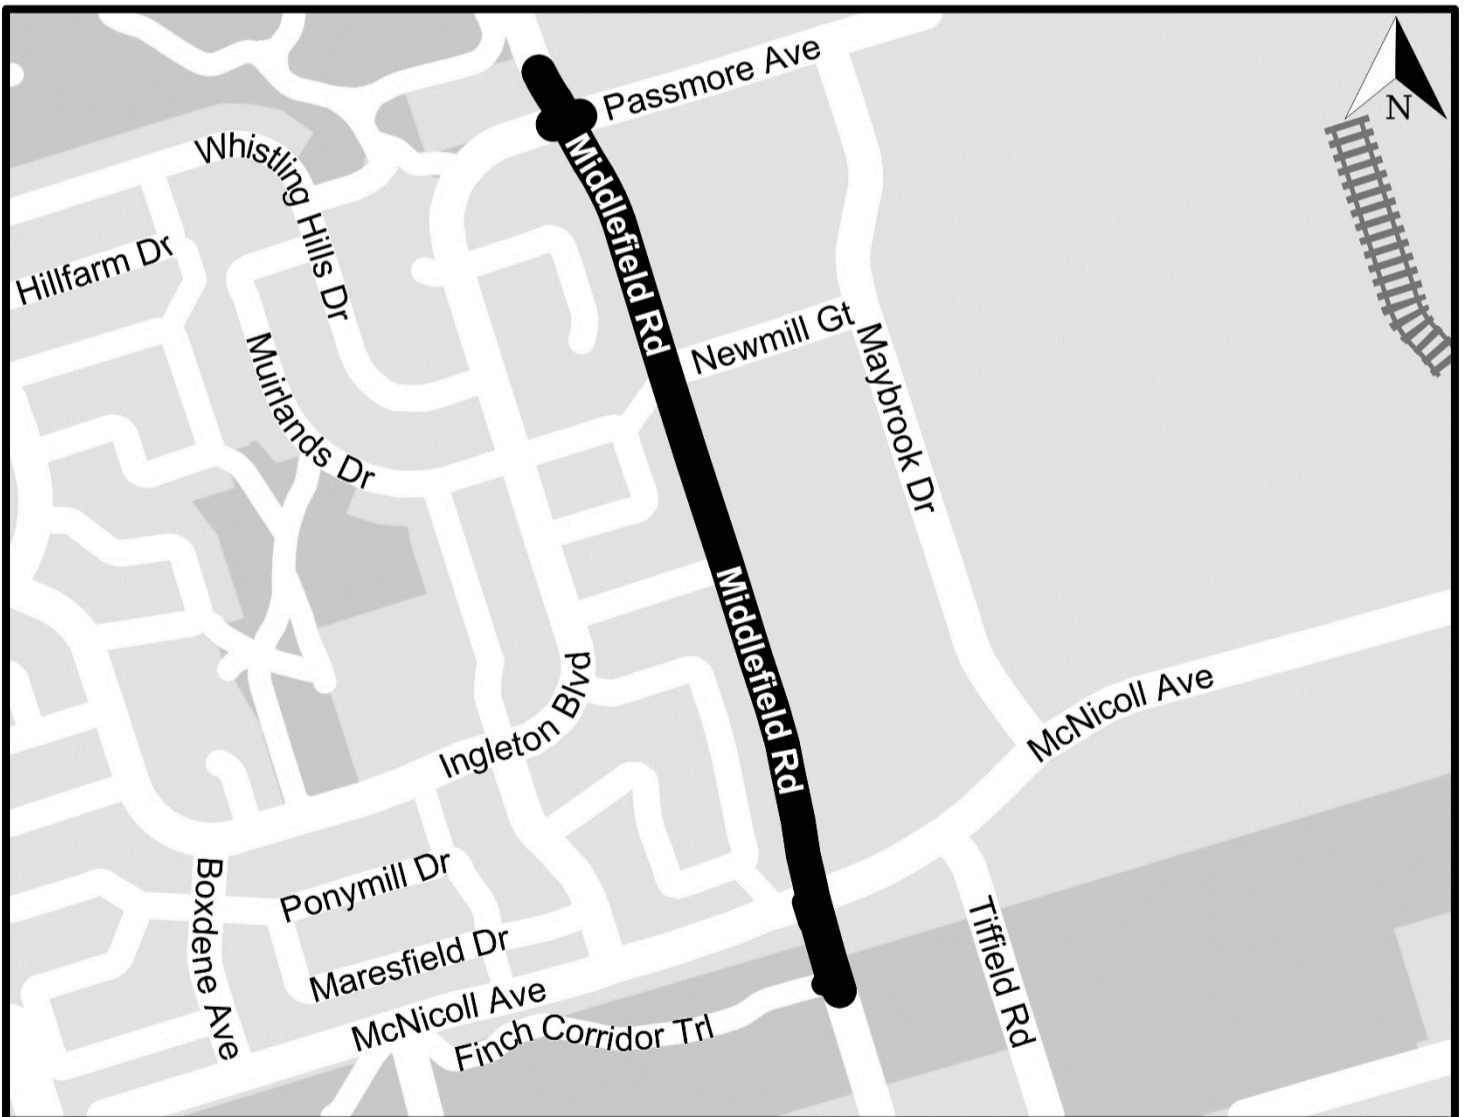 Passmore Ave
N
Whistling Hills Dr
Middlefield Rd
Hillfarm Dr
Newmill Gt
Muirlands Dr
Maybrook Dr
Middlefield Rd
Ingleton Blvd
McNicoll Ave
Boxdene Ave
Ponymill Dr
Tiffield Rd
Maresfield Dr
McNicoll Ave
Finch Corridor Trl